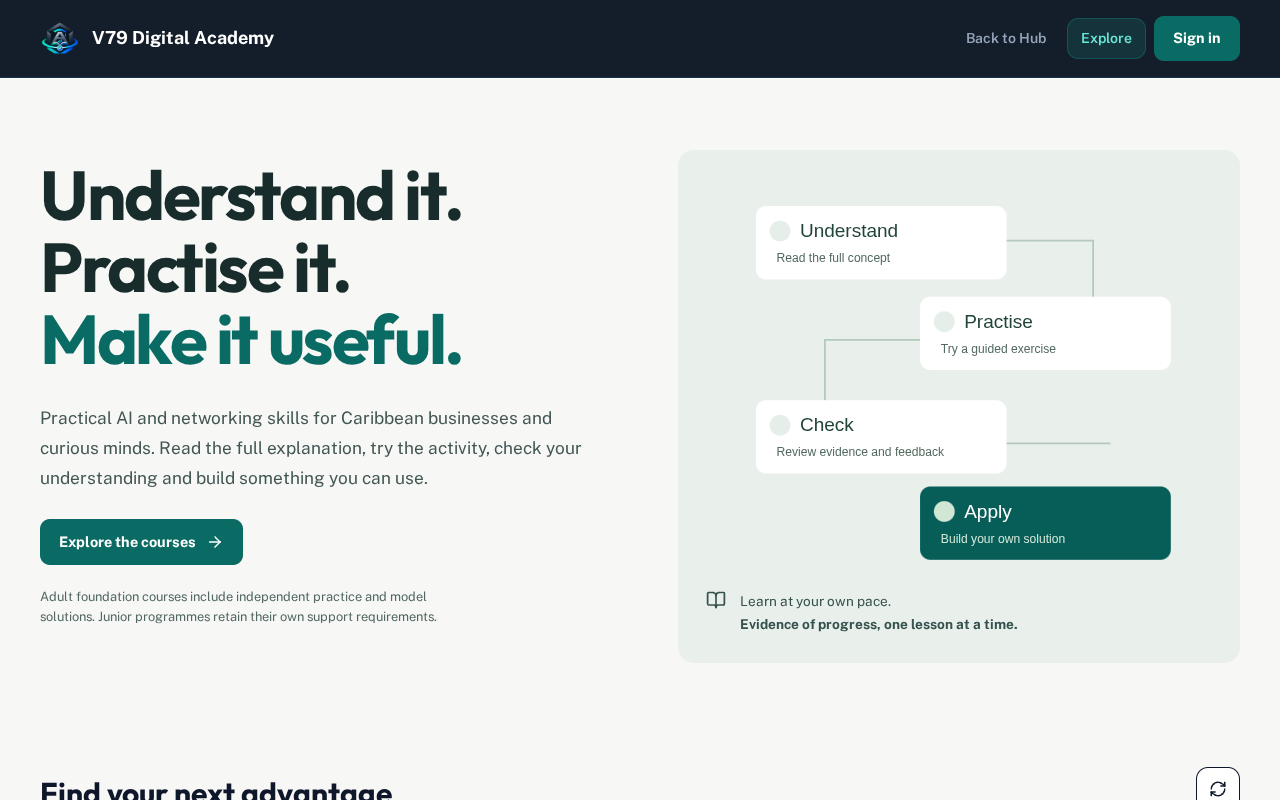 V79 Digital Academy
Back to Hub
Explore
Sign in
Understand it.
Practise it.
Make it useful.
Practical AI and networking skills for Caribbean businesses and
curious minds. Read the full explanation, try the activity, check your
understanding and build something you can use.
Explore the courses
Adult foundation courses include independent practice and model
solutions. Junior programmes retain their own support requirements.
Understand
Read the full concept
Practise
Try a guided exercise
Check
Review evidence and feedback
Apply
Build your own solution
Learn at your own pace.
Evidence of progress, one lesson at a time.
Find your next advantage